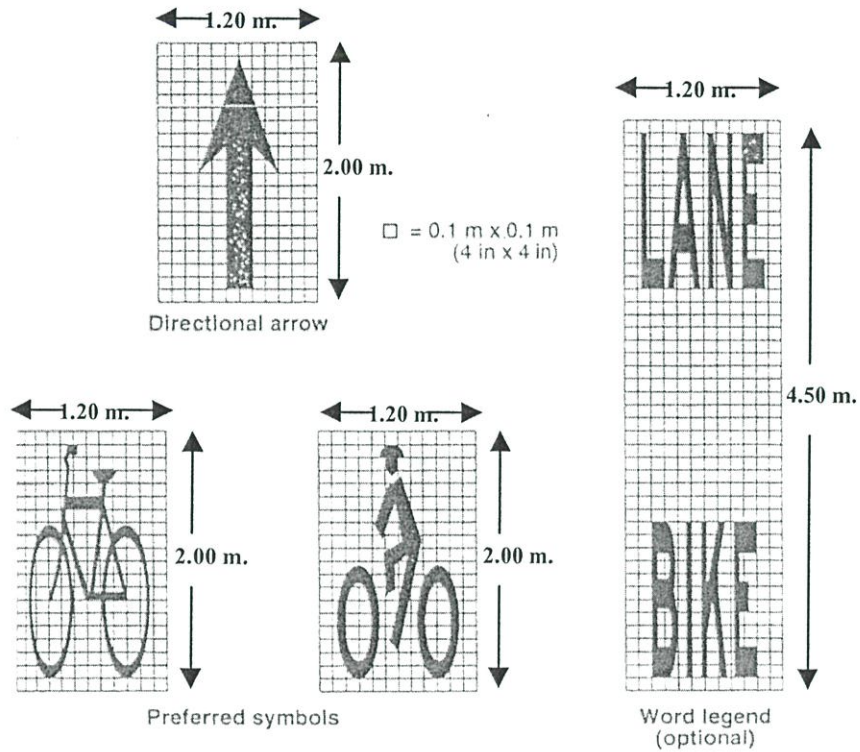 1.20 m.
2.00 m.
□ = 0.1 m x 0.1 m
(4 in x 4 in)
Directional arrow
1.20 m.
LANE
4.50 m.
BIKE
Word legend
(optional)
1.20 m.
2.00 m.
1.20 m.
2.00 m.
Preferred symbols